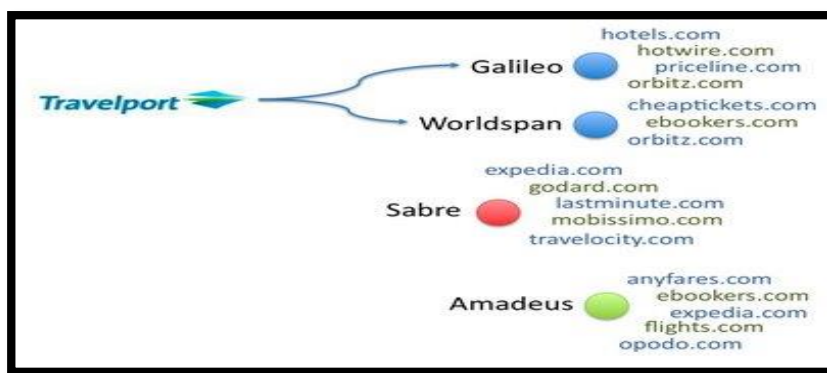 Travelport
Galileo
hotels.com
hotwire.com
priceline.com
orbitz.com
Worldspan
cheaptickets.com
ebookers.com
orbitz.com
Sabre
expedia.com
godard.com
lastminute.com
mobissimo.com
travelocity.com
Amadeus
anyfares.com
ebookers.com
expedia.com
flights.com
opodo.com